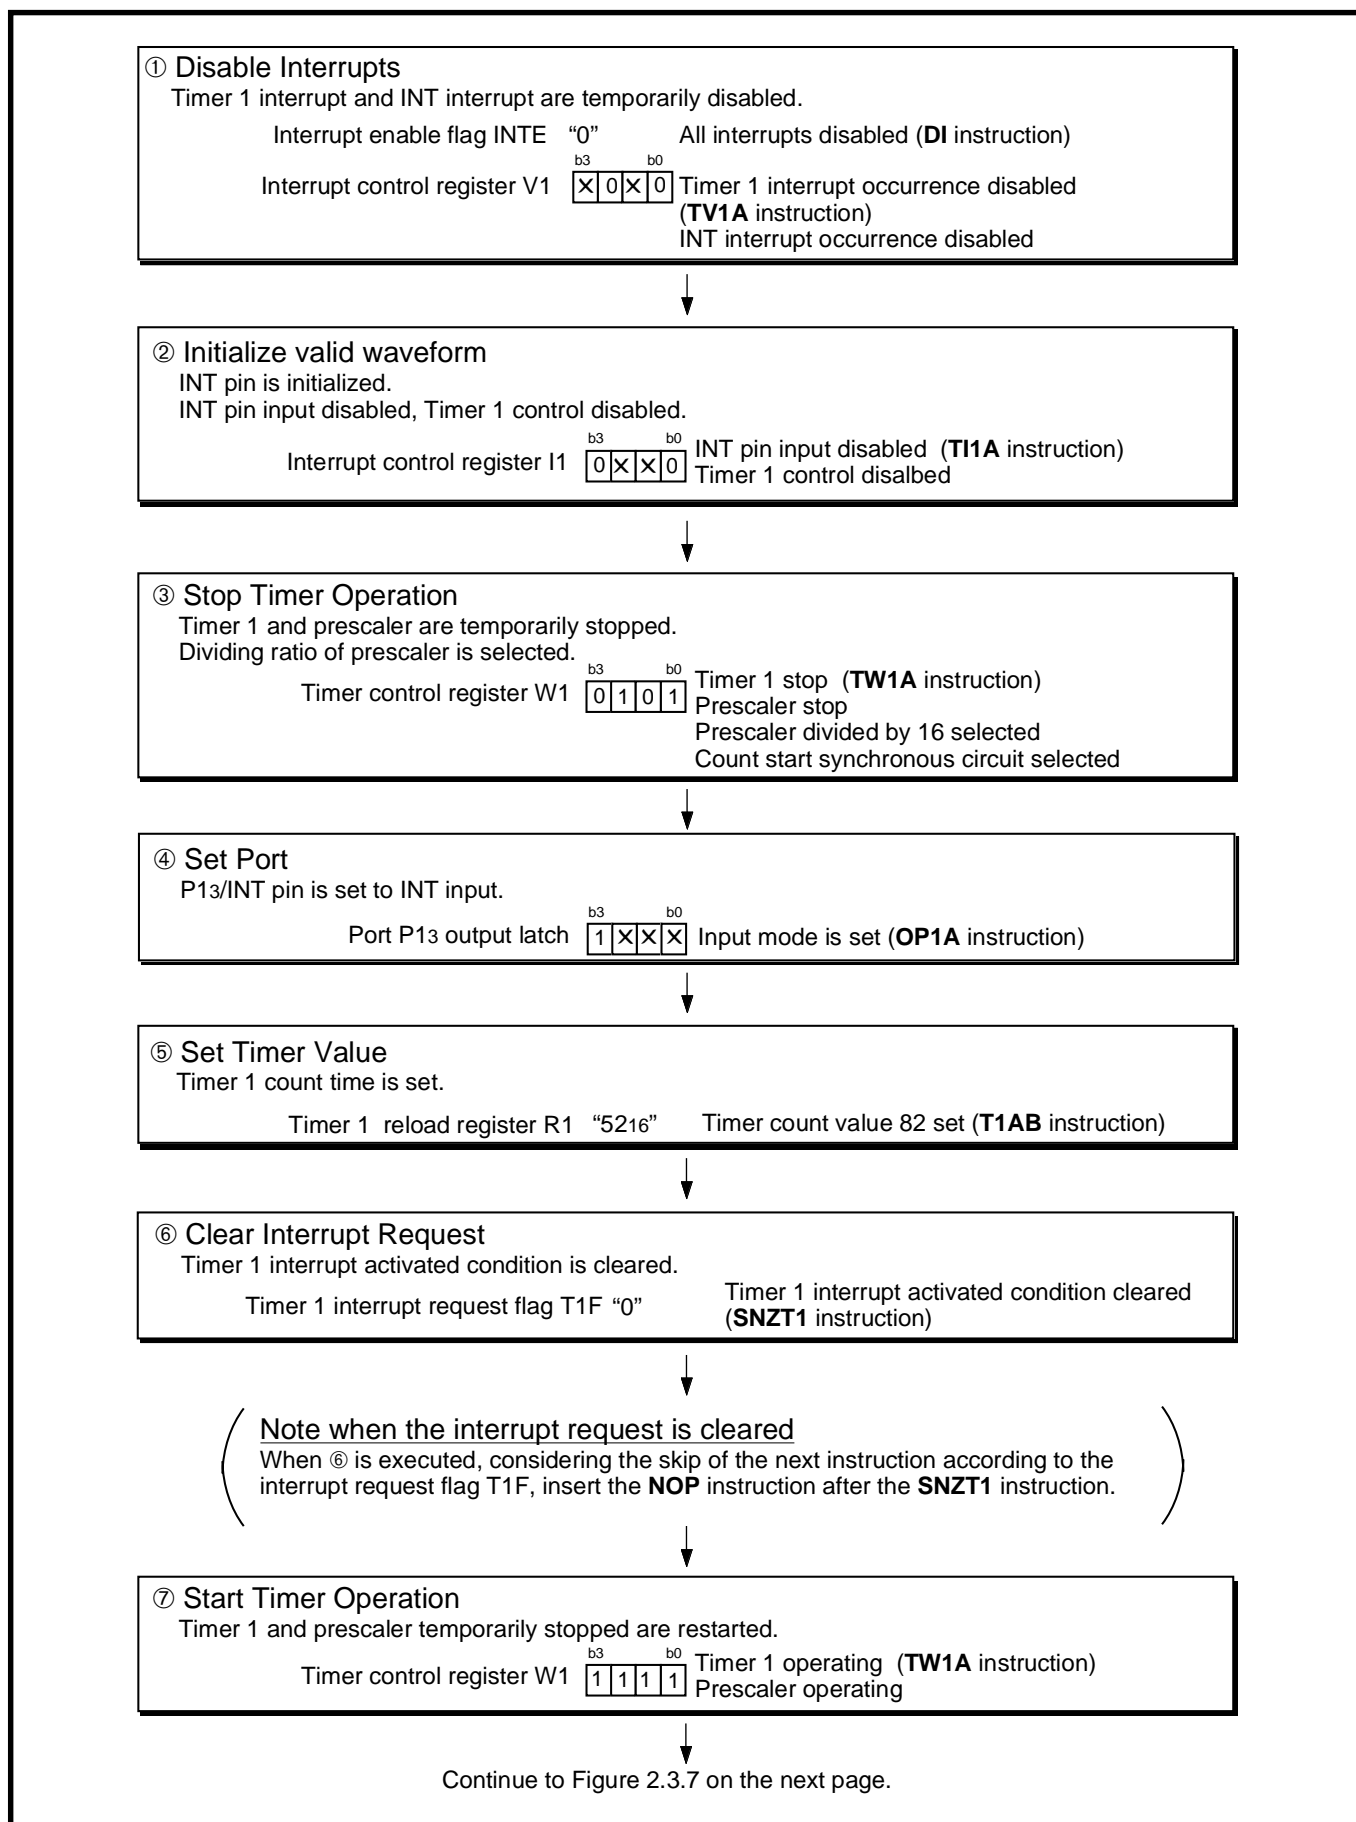 ① Disable Interrupts
Timer 1 interrupt and INT interrupt are temporarily disabled.
Interrupt enable flag INTE “0” All interrupts disabled (DI instruction)
b3 b0
Interrupt control register V1 ×0×0 Timer 1 interrupt occurrence disabled
(TV1A instruction)
INT interrupt occurrence disabled
② Initialize valid waveform
INT pin is initialized.
INT pin input disabled, Timer 1 control disabled.
b3 b0
INT pin input disabled (TI1A instruction)
Interrupt control register I1 0××0
Timer 1 control disalbed
③ Stop Timer Operation
Timer 1 and prescaler are temporarily stopped.
Dividing ratio of prescaler is selected.
b3 b0
Timer 1 stop (TW1A instruction)
Timer control register W1 0101
Prescaler stop
Prescaler divided by 16 selected
Count start synchronous circuit selected
④ Set Port
P13/INT pin is set to INT input.
b3 b0
Port P13 output latch 1××× Input mode is set (OP1A instruction)
⑤ Set Timer Value
Timer 1 count time is set.
Timer 1 reload register R1 “5216” Timer count value 82 set (T1AB instruction)
⑥ Clear Interrupt Request
Timer 1 interrupt activated condition is cleared.
Timer 1 interrupt activated condition cleared
Timer 1 interrupt request flag T1F “0”
(SNZT1 instruction)
Note when the interrupt request is cleared
When ⑥ is executed, considering the skip of the next instruction according to the
interrupt request flag T1F, insert the NOP instruction after the SNZT1 instruction.
⑦ Start Timer Operation
Timer 1 and prescaler temporarily stopped are restarted.
b3 b0
Timer 1 operating (TW1A instruction)
Timer control register W1 1111
Prescaler operating
Continue to Figure 2.3.7 on the next page.